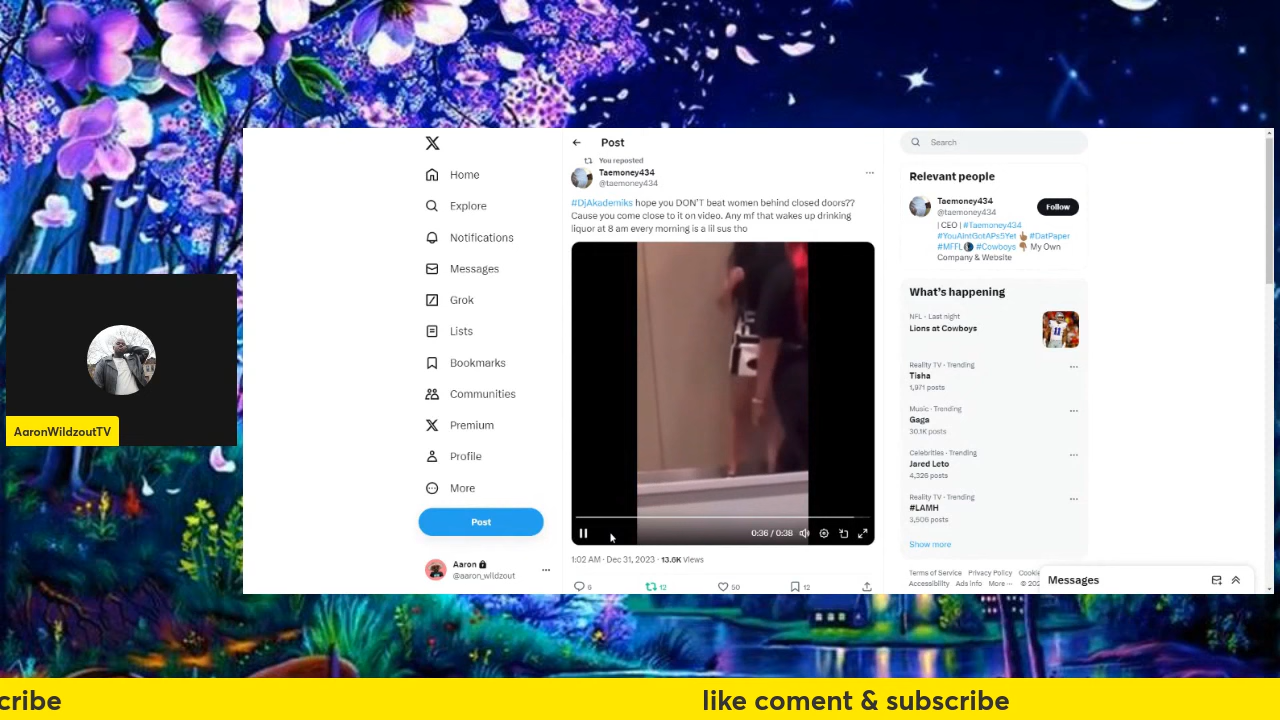 Post
Search
You reposted
Taemoney434
@taemoney434
#DjAkademiks hope you DON'T beat women behind closed doors??
Cause you come close to it on video. Any mf that wakes up drinking
liquor at 8 am every morning is a lil sus tho
0:36 / 0:38
1:02 AM · Dec 31, 2023 · 13.6K Views
6
12
50
12
Home
Explore
Notifications
Messages
Grok
Lists
Bookmarks
Communities
Premium
Profile
More
Post
Aaron
@aaron_wildzout
Relevant people
Taemoney434
@taemoney434
Follow
| CEO | #Taemoney434
#YouAintGotAPs5Yet #DatPaper
#MFFL #Cowboys My Own
Company & Website
What's happening
NFL · Last night
Lions at Cowboys
Reality TV · Trending
Tisha
1,971 posts
Music · Trending
Gaga
30.1K posts
Celebrities · Trending
Jared Leto
4,326 posts
Reality TV · Trending
#LAMH
3,508 posts
Show more
Terms of Service Privacy Policy Cookie
Accessibility Ads info More ··· © 202
Messages
AaronWildzoutTV
cribe
like coment & subscribe